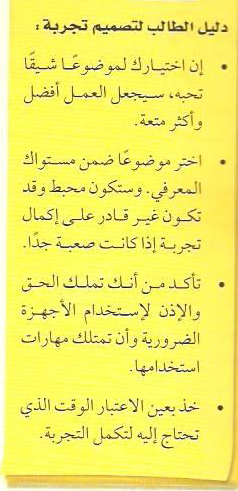 دليل الطالب لتصميم تجربة :
• إن اختيارك لموضوعًا شيقًا
تحبه، سيجعل العمل أفضل
وأكثر متعة.
• اختر موضوعًا ضمن مستواك
المعرفي. وستكون محبط وقد
تكون غير قادر على إكمال
تجربة إذا كانت صعبة جدًا.
• تأكد من أنك تملك الحق
والإذن لإستخدام الأجهزة
الضرورية وأن تمتلك مهارات
استخدامها.
• خذ بعين الاعتبار الوقت الذي
تحتاج إليه لتكمل التجربة.